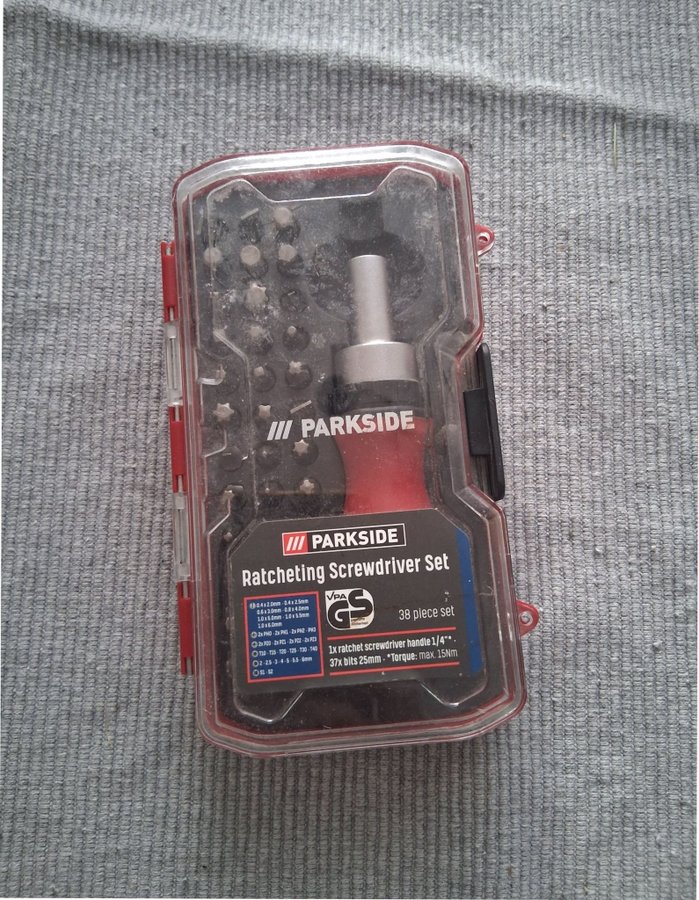 /// PARKSIDE
/// PARKSIDE
Ratcheting Screwdriver Set
VPA
GS
38 piece set
0.4 x 2.0mm · 0.4 x 2.5mm
0.6 x 3.0mm · 0.8 x 4.0mm
1.0 x 5.0mm · 1.0 x 5.5mm
1.0 x 6.0mm
2x PH0 · 2x PH1 · 2x PH2 · PH3
2x PZ0 · 2x PZ1 · 2x PZ2 · PZ3
T10 · T15 · T20 · T25 · T30 · T40
2 - 2.5 - 3 - 4 - 5 - 5.5 - 6mm
S1 · S2
1x ratchet screwdriver handle 1/4"* ·
37x bits 25mm · *Torque: max. 15Nm